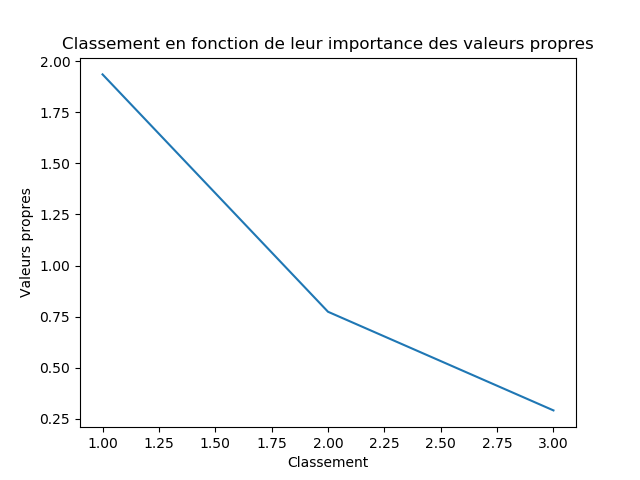 Classement en fonction de leur importance des valeurs propres
2.00
1.75
1.50
1.25
1.00
0.75
0.50
0.25
Valeurs propres
1.00 1.25 1.50 1.75 2.00 2.25 2.50 2.75 3.00
Classement